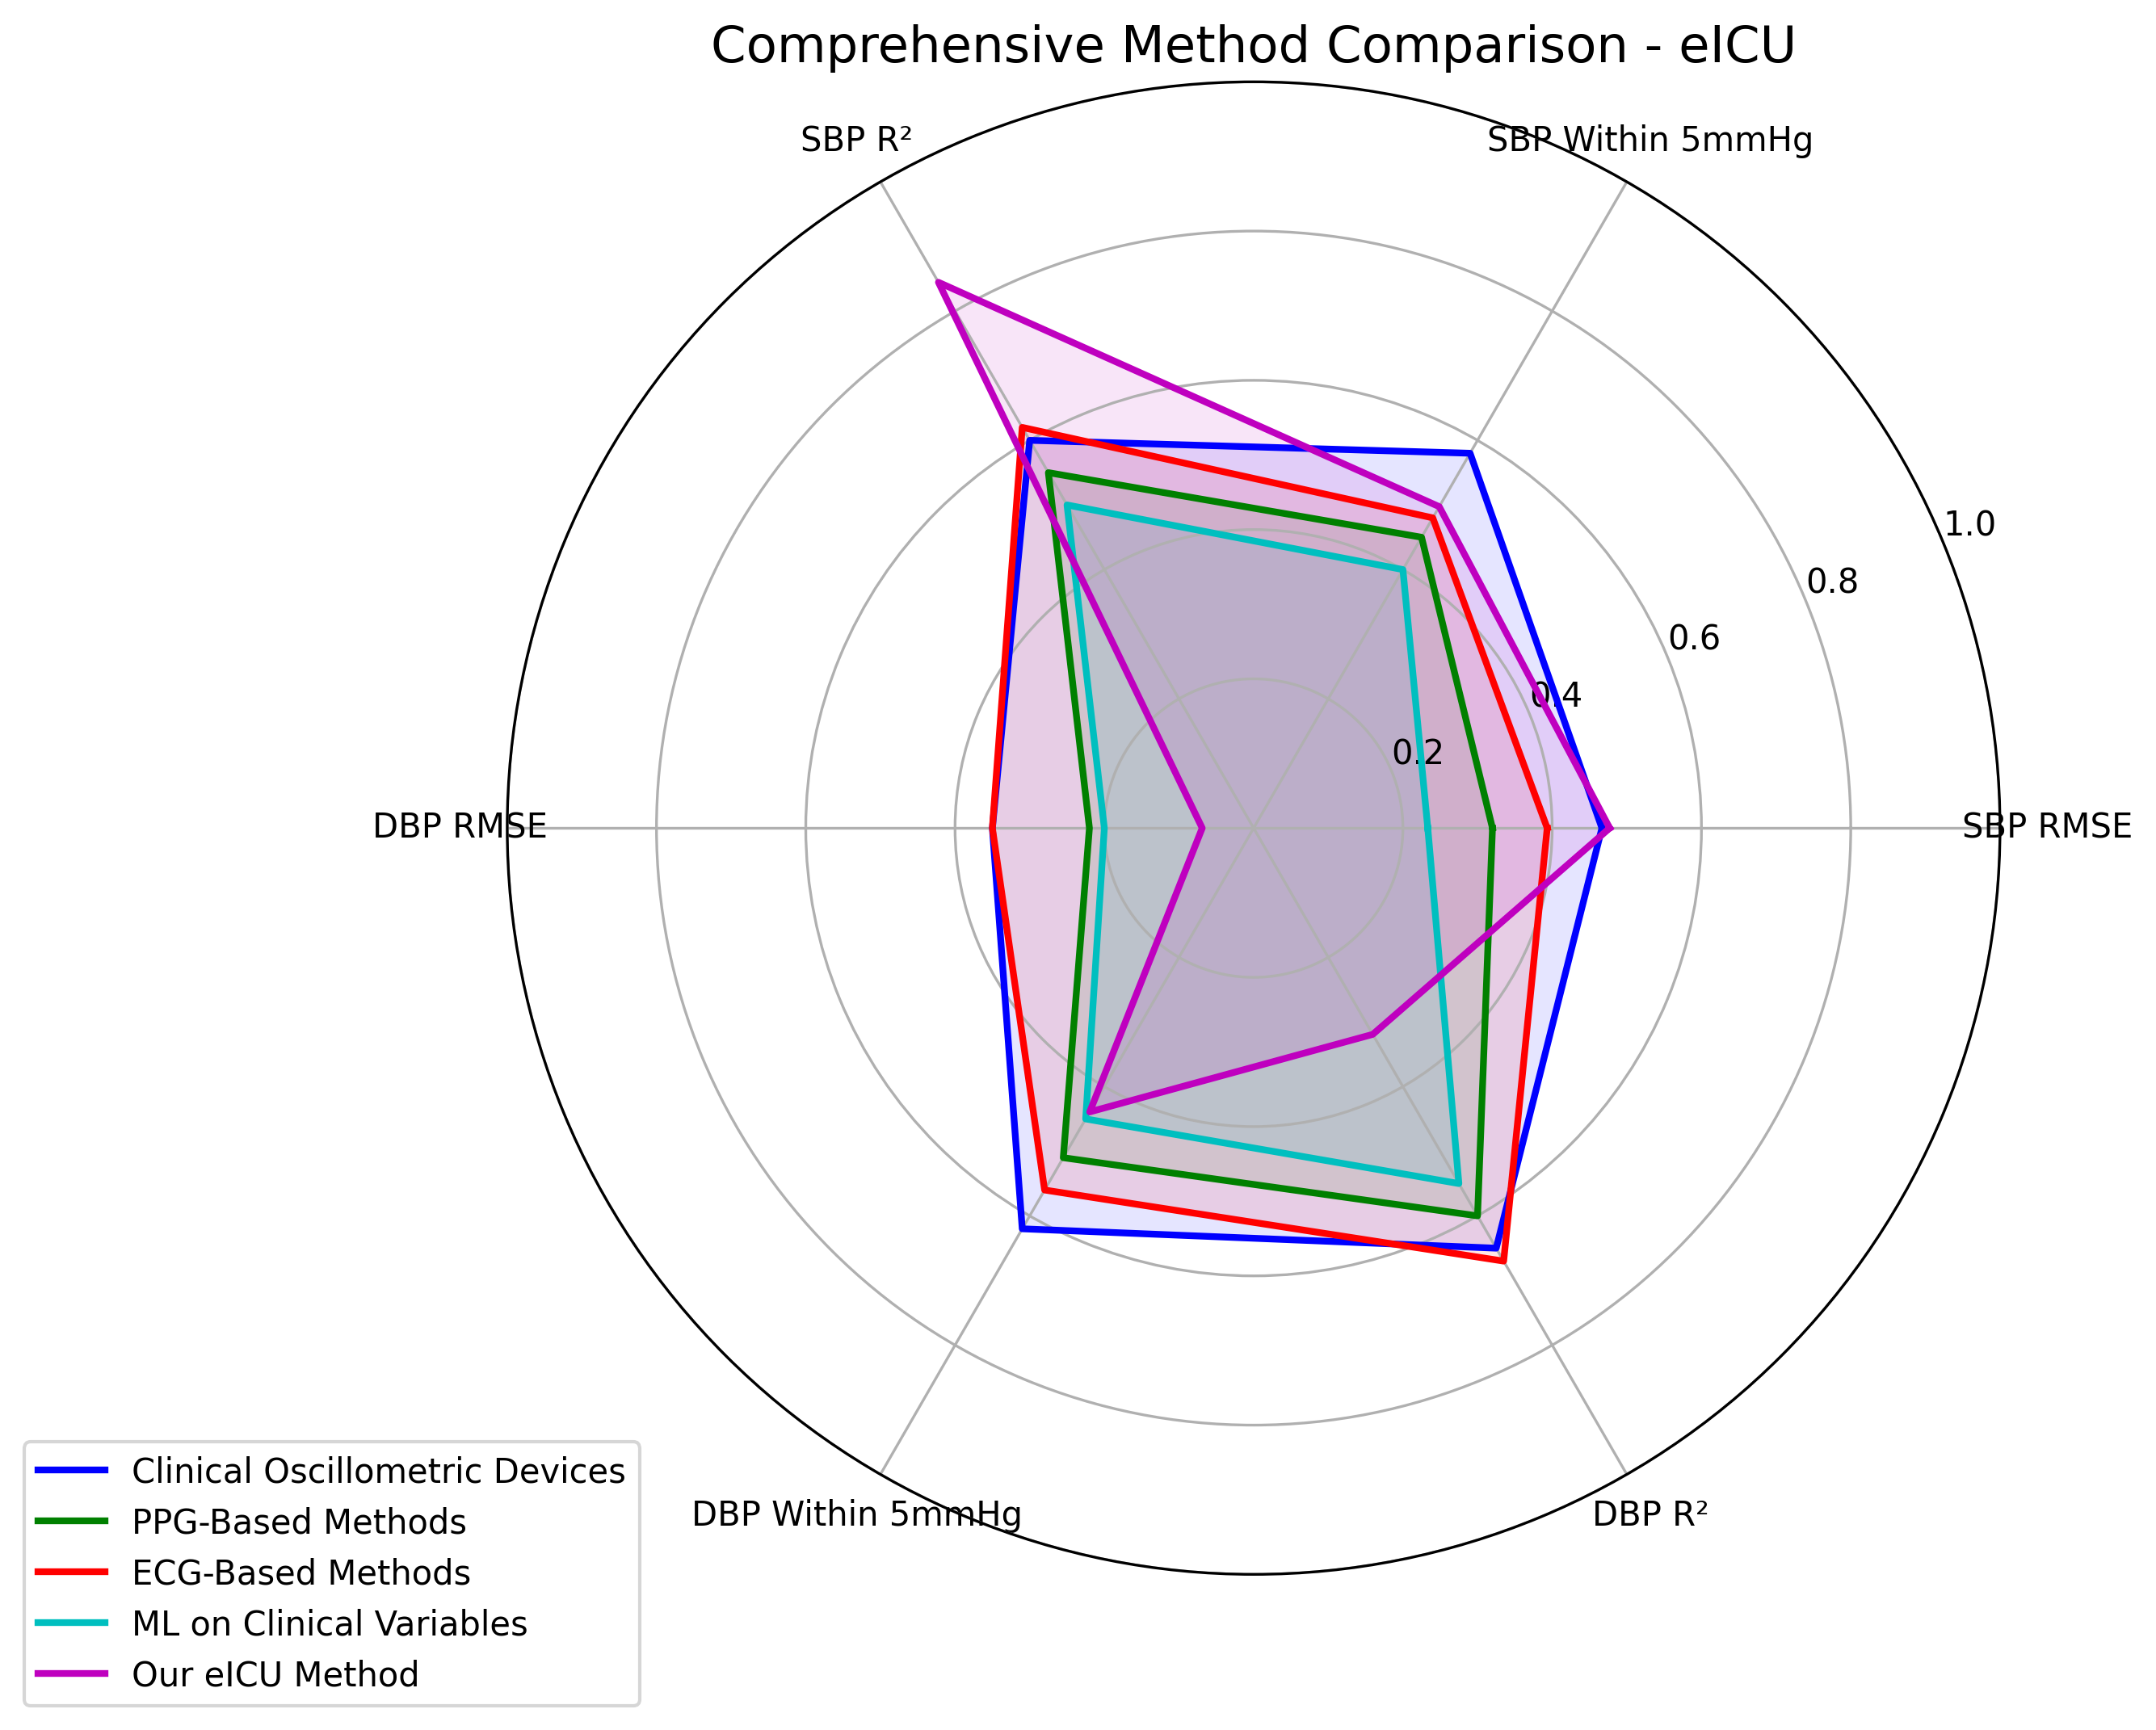 Comprehensive Method Comparison - eICU
SBP R²
SBP Within 5mmHg
1.0
0.8
0.6
0.4
0.2
DBP RMSE
SBP RMSE
DBP Within 5mmHg
DBP R²
Clinical Oscillometric Devices
PPG-Based Methods
ECG-Based Methods
ML on Clinical Variables
Our eICU Method